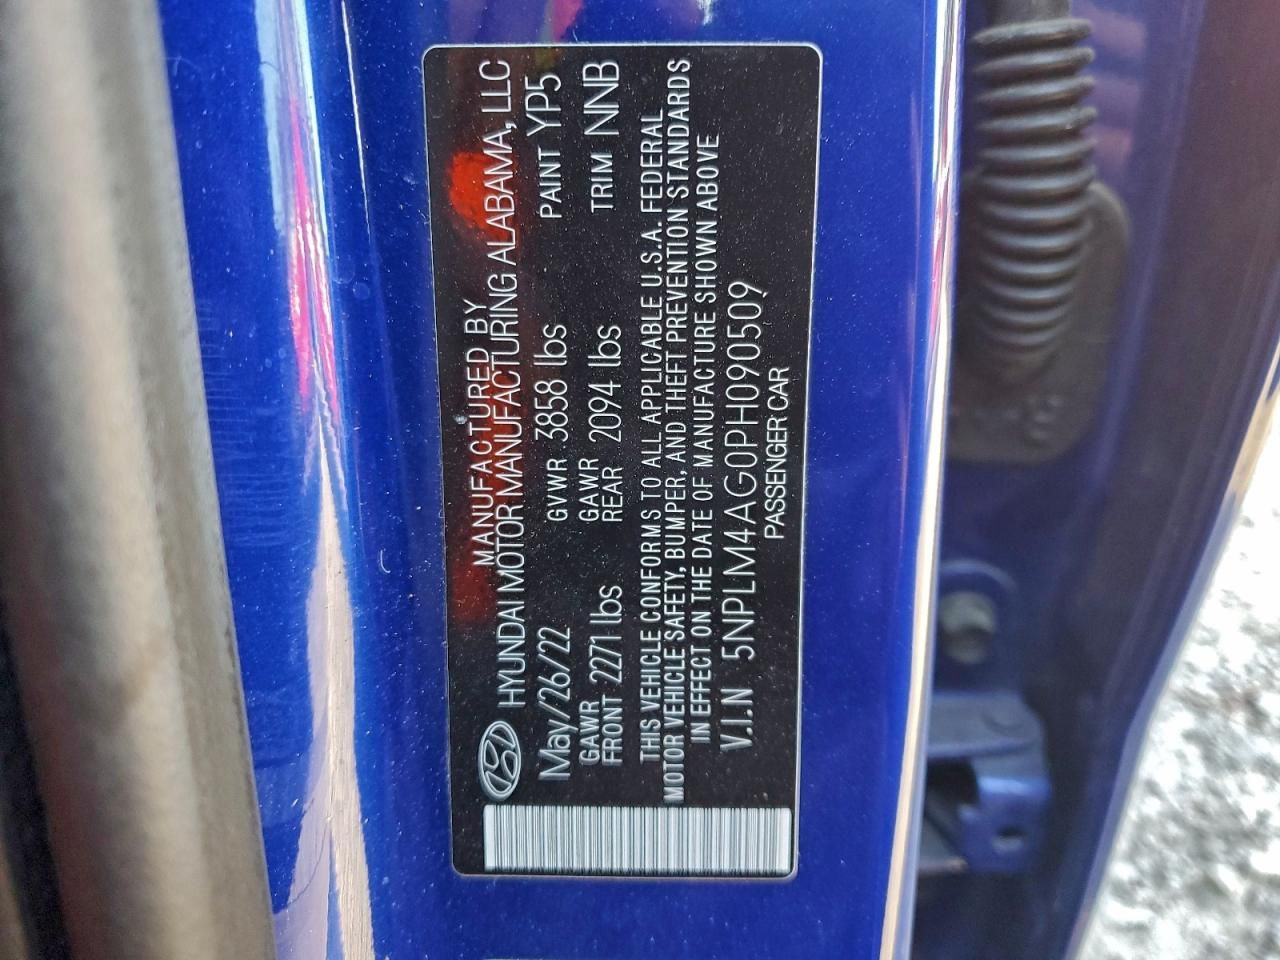 MANUFACTURED BY
HYUNDAI MOTOR MANUFACTURING ALABAMA, LLC
May/26/22 GVWR 3858 lbs PAINT YP5
GAWR FRONT 2271 lbs GAWR REAR 2094 lbs TRIM NNB
THIS VEHICLE CONFORMS TO ALL APPLICABLE U.S.A. FEDERAL
MOTOR VEHICLE SAFETY, BUMPER, AND THEFT PREVENTION STANDARDS
IN EFFECT ON THE DATE OF MANUFACTURE SHOWN ABOVE
V.I.N 5NPLM4AG0PH090509
PASSENGER CAR